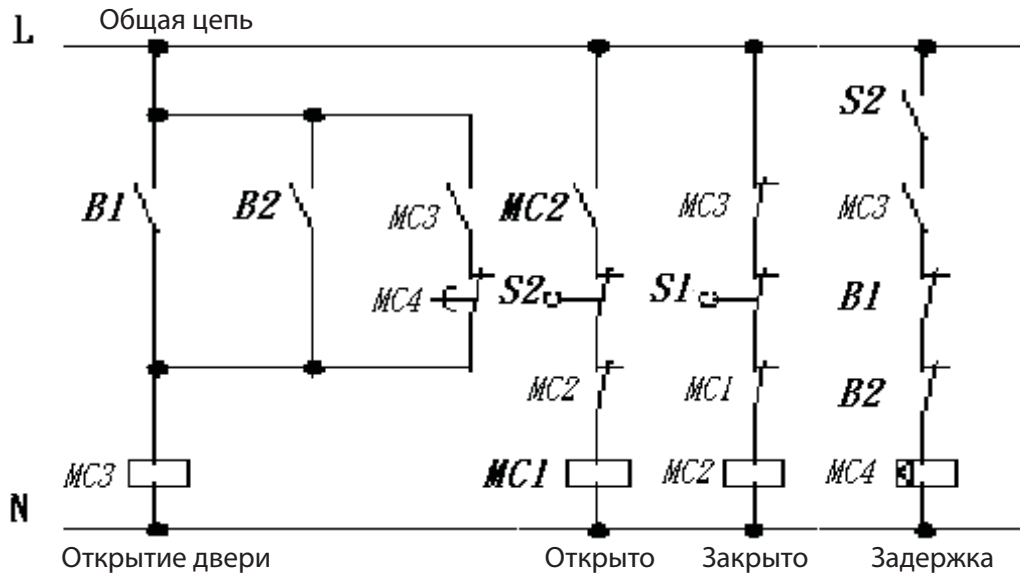 Общая цепь
L
S2
B1
B2
MC3
MC2
MC3
MC3
MC4
S2
S1
B1
MC2
MC1
B2
MC3
MC1
MC2
MC4
N
Открытие двери
Открыто
Закрыто
Задержка